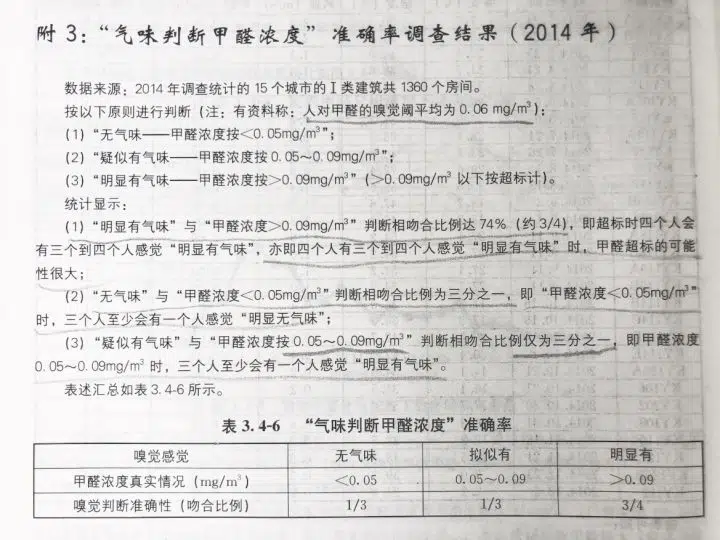 附 3：“气味判断甲醛浓度”准确率调查结果（2014 年）
数据来源：2014 年调查统计的 15 个城市的Ⅰ类建筑共 1360 个房间。
按以下原则进行判断（注：有资料称：人对甲醛的嗅觉阈平均为 0.06 mg/m³）：
(1)“无气味——甲醛浓度按＜0.05mg/m³”；
(2)“疑似有气味——甲醛浓度按 0.05～0.09mg/m³”；
(3)“明显有气味——甲醛浓度按＞0.09mg/m³”（＞0.09mg/m³ 以下按超标计）。
统计显示：
(1)“明显有气味”与“甲醛浓度＞0.09mg/m³”判断相吻合比例达 74%（约 3/4），即超标时四个人会
有三个到四个人感觉“明显有气味”，亦即四个人有三个到四个人感觉“明显有气味”时，甲醛超标的可能
性很大；
(2)“无气味”与“甲醛浓度＜0.05mg/m³”判断相吻合比例为三分之一，即“甲醛浓度＜0.05mg/m³”
时，三个人至少会有一个人感觉“明显无气味”；
(3)“疑似有气味”与“甲醛浓度按 0.05～0.09mg/m³”判断相吻合比例仅为三分之一，即甲醛浓度
0.05～0.09mg/m³ 时，三个人至少会有一个人感觉“明显有气味”。
表述汇总如表 3.4-6 所示。
表 3.4-6 “气味判断甲醛浓度”准确率
嗅觉感觉 无气味 拟似有 明显有
甲醛浓度真实情况（mg/m³） ＜0.05 0.05～0.09 ＞0.09
嗅觉判断准确性（吻合比例） 1/3 1/3 3/4